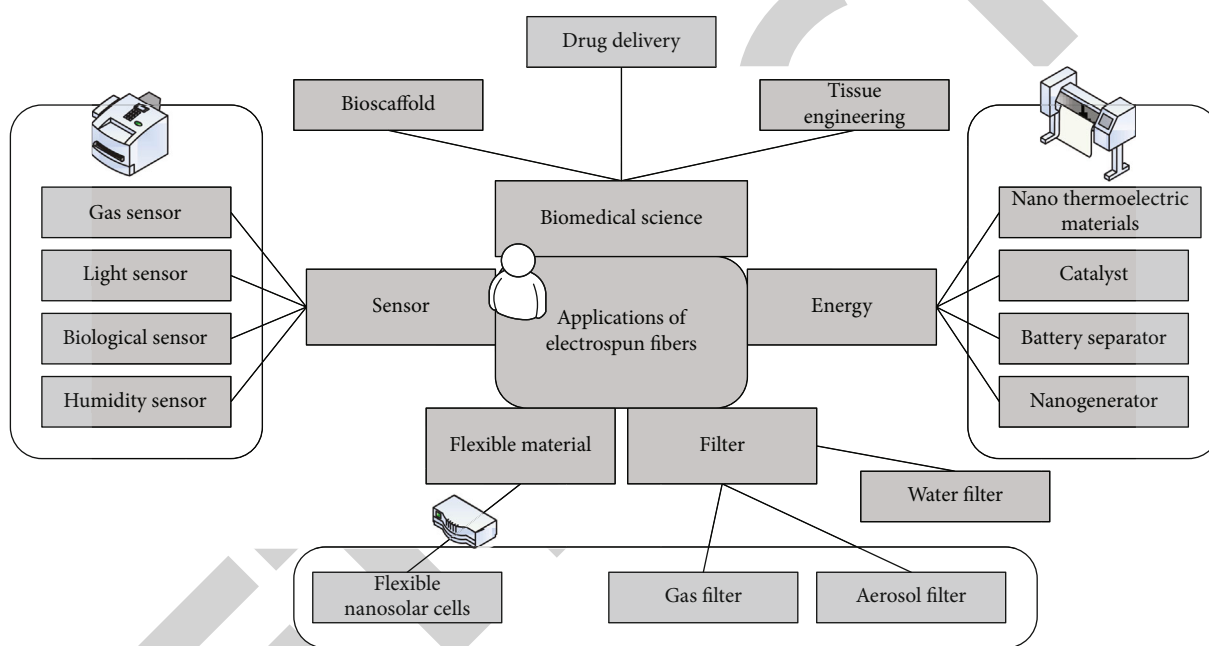 Drug delivery
Bioscaffold
Tissue
engineering
Biomedical science
Gas sensor
Light sensor
Biological sensor
Humidity sensor
Sensor
Applications of
electrospun fibers
Energy
Nano thermoelectric
materials
Catalyst
Battery separator
Nanogenerator
Flexible material
Filter
Water filter
Flexible
nanosolar cells
Gas filter
Aerosol filter